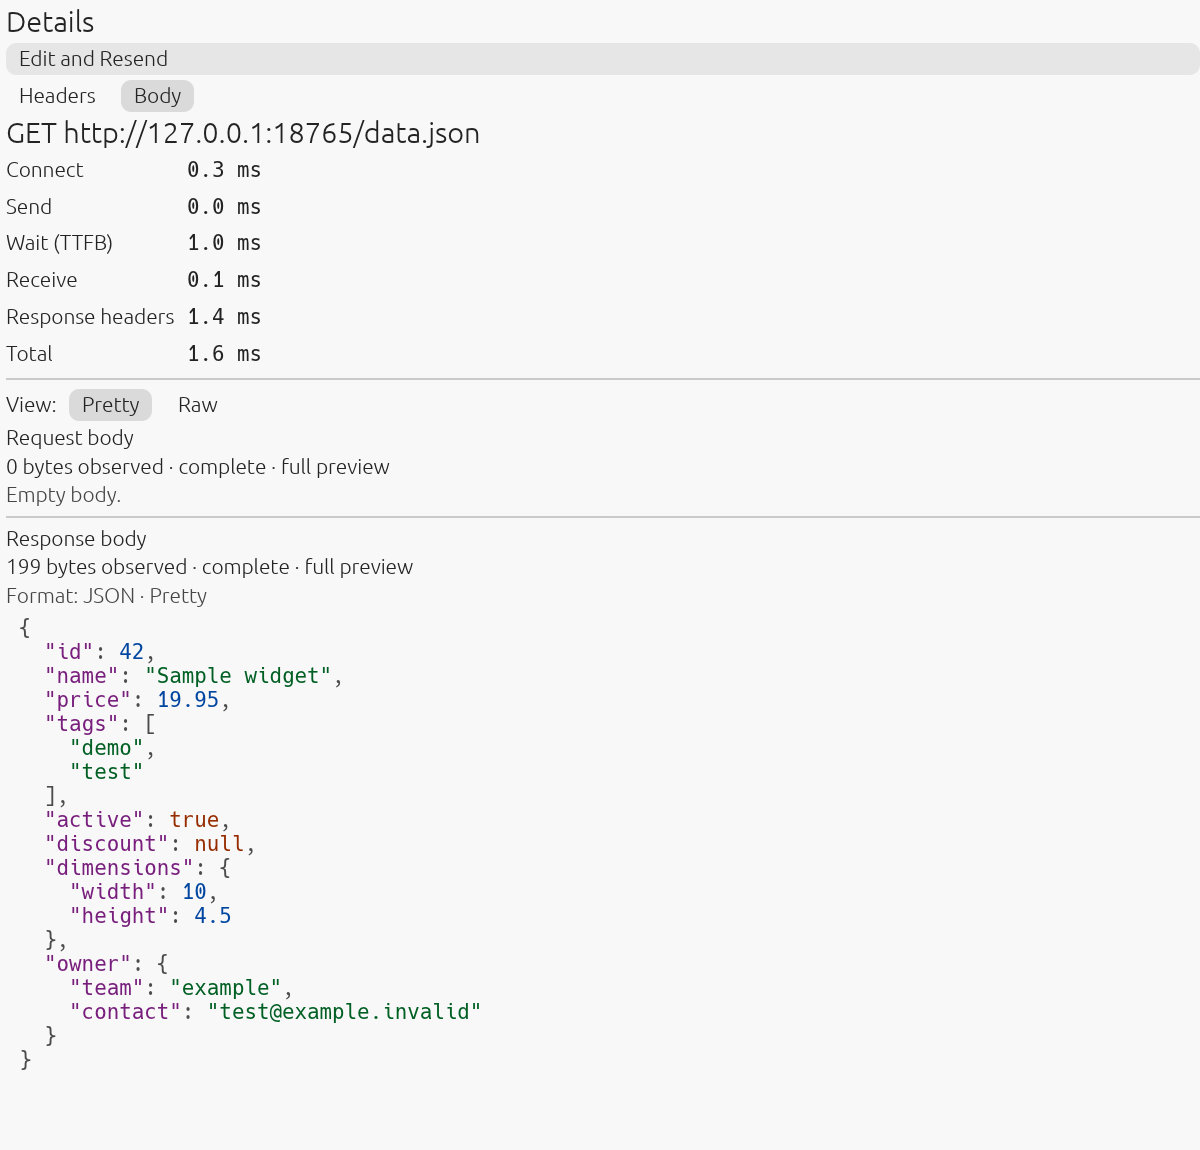 Details
Edit and Resend
Headers Body
GET http://127.0.0.1:18765/data.json
Connect 0.3 ms
Send 0.0 ms
Wait (TTFB) 1.0 ms
Receive 0.1 ms
Response headers 1.4 ms
Total 1.6 ms
View: Pretty Raw
Request body
0 bytes observed · complete · full preview
Empty body.
Response body
199 bytes observed · complete · full preview
Format: JSON · Pretty
{
  "id": 42,
  "name": "Sample widget",
  "price": 19.95,
  "tags": [
    "demo",
    "test"
  ],
  "active": true,
  "discount": null,
  "dimensions": {
    "width": 10,
    "height": 4.5
  },
  "owner": {
    "team": "example",
    "contact": "test@example.invalid"
  }
}